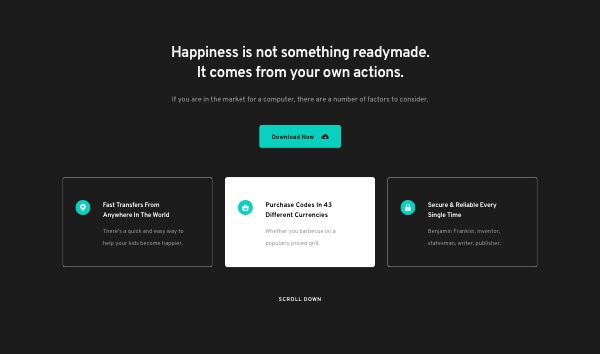 Happiness is not something readymade.
It comes from your own actions.
If you are in the market for a computer, there are a number of factors to consider.
Download Now
Fast Transfers From
Anywhere In The World
There's a quick and easy way to
help your kids become happier.
Purchase Codes In 43
Different Currencies
Whether you barbecue on a
popularly priced grill.
Secure & Reliable Every
Single Time
Benjamin Franklin, inventor,
statesman, writer, publisher.
SCROLL DOWN